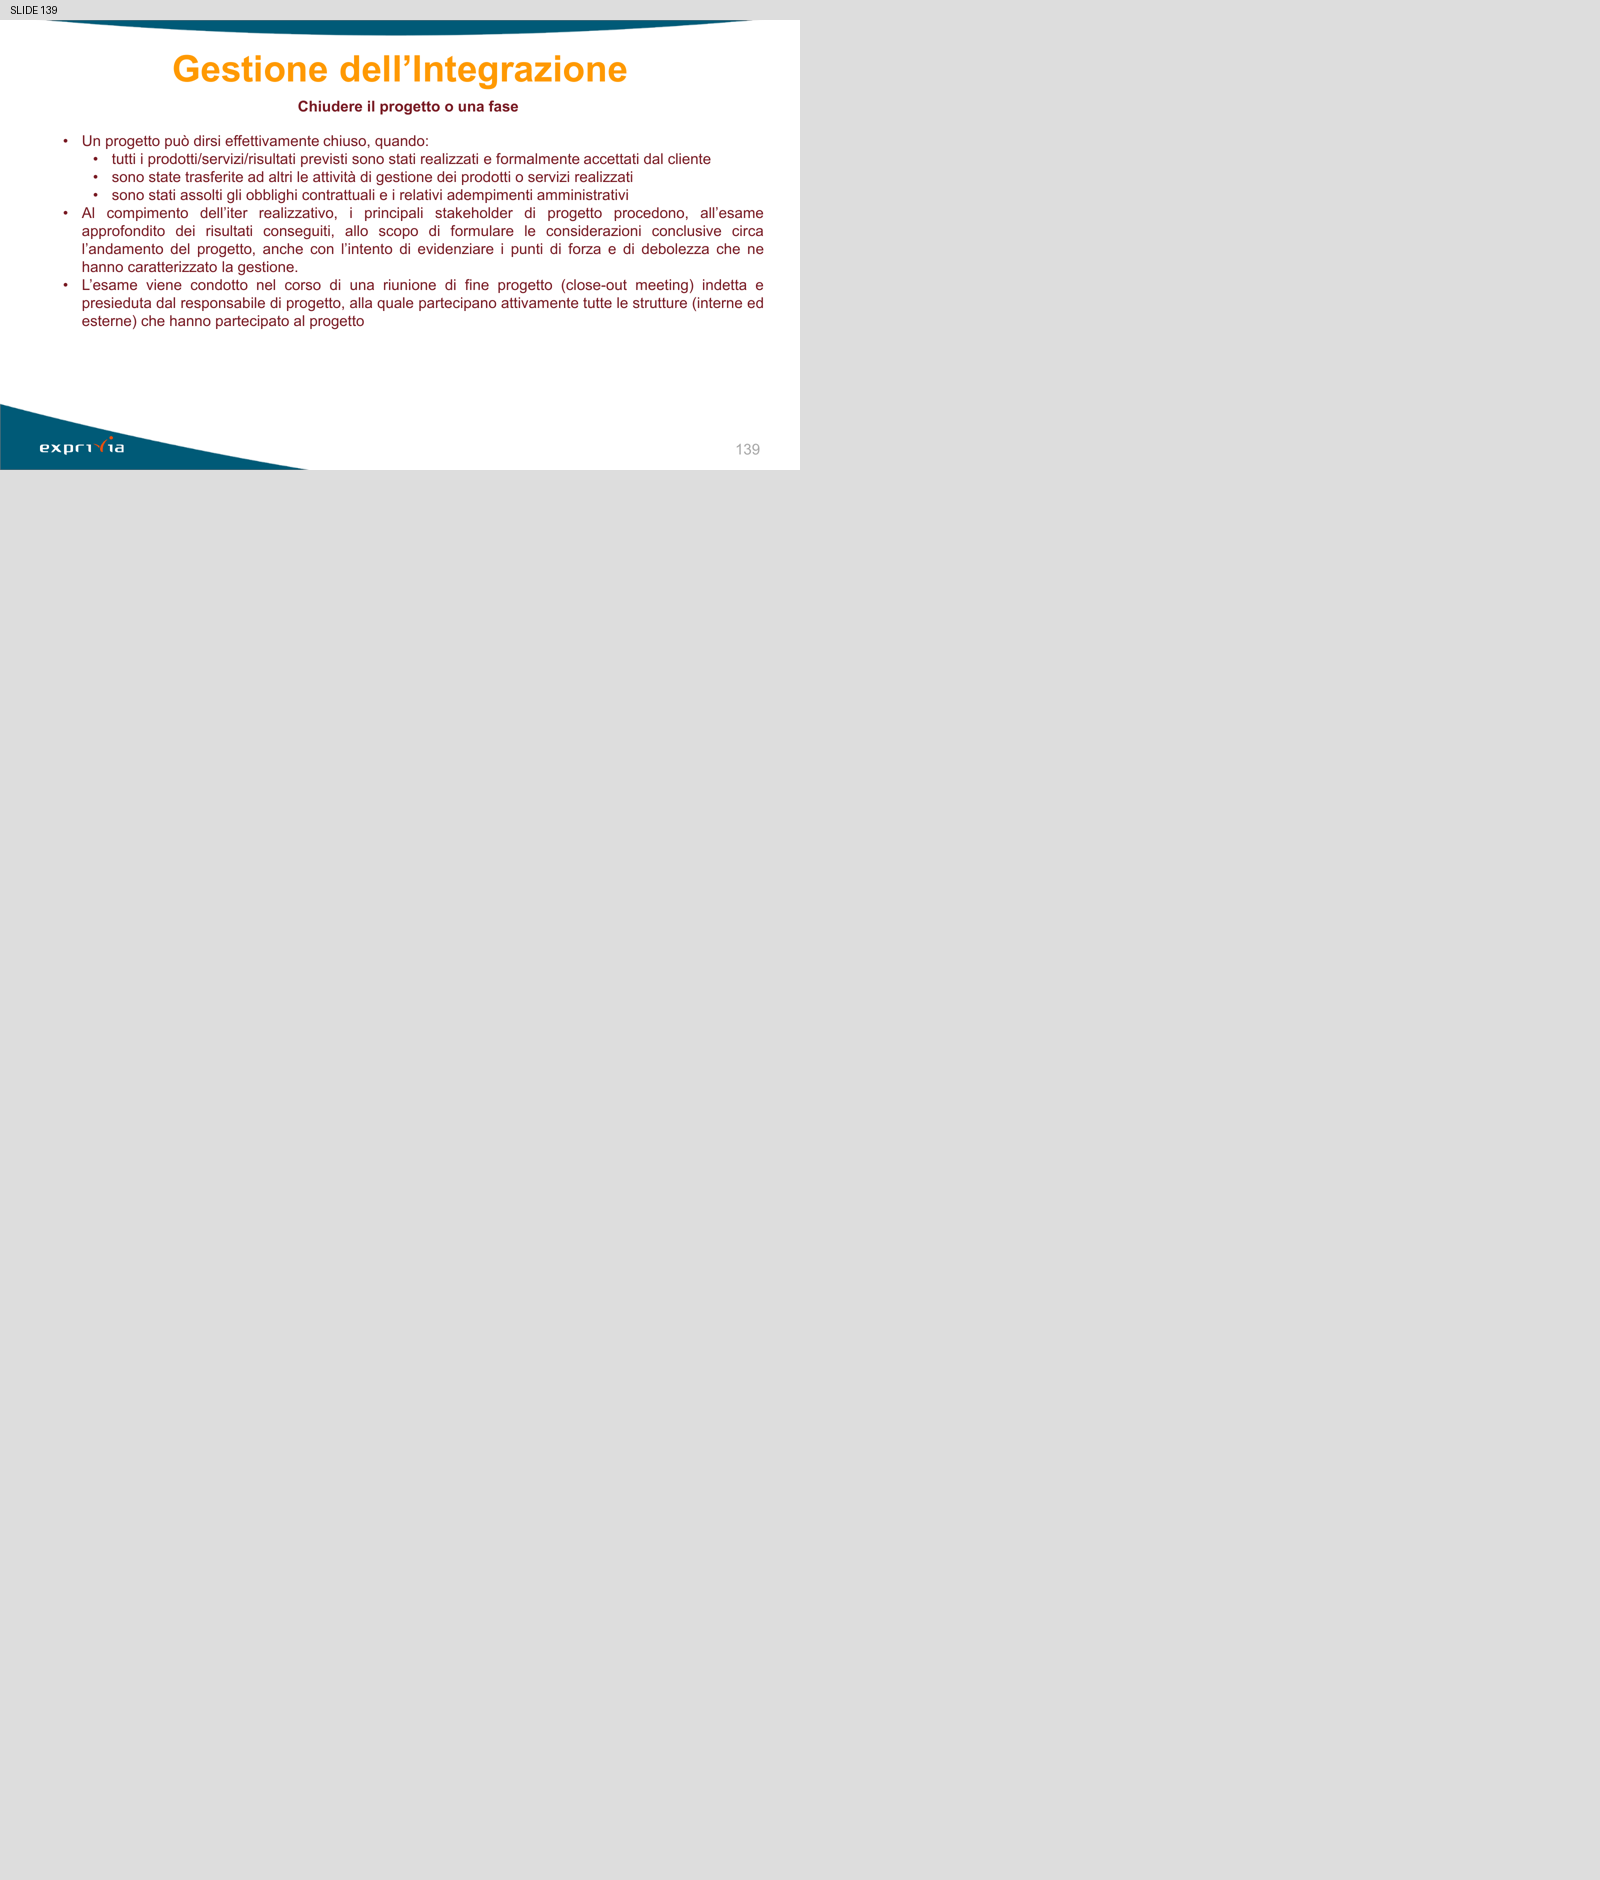 SLIDE 139
Gestione dell’Integrazione
Chiudere il progetto o una fase
• Un progetto può dirsi effettivamente chiuso, quando:
• tutti i prodotti/servizi/risultati previsti sono stati realizzati e formalmente accettati dal cliente
• sono state trasferite ad altri le attività di gestione dei prodotti o servizi realizzati
• sono stati assolti gli obblighi contrattuali e i relativi adempimenti amministrativi
• Al compimento dell’iter realizzativo, i principali stakeholder di progetto procedono, all’esame
approfondito dei risultati conseguiti, allo scopo di formulare le considerazioni conclusive circa
l’andamento del progetto, anche con l’intento di evidenziare i punti di forza e di debolezza che ne
hanno caratterizzato la gestione.
• L’esame viene condotto nel corso di una riunione di fine progetto (close-out meeting) indetta e
presieduta dal responsabile di progetto, alla quale partecipano attivamente tutte le strutture (interne ed
esterne) che hanno partecipato al progetto
exprivia
139